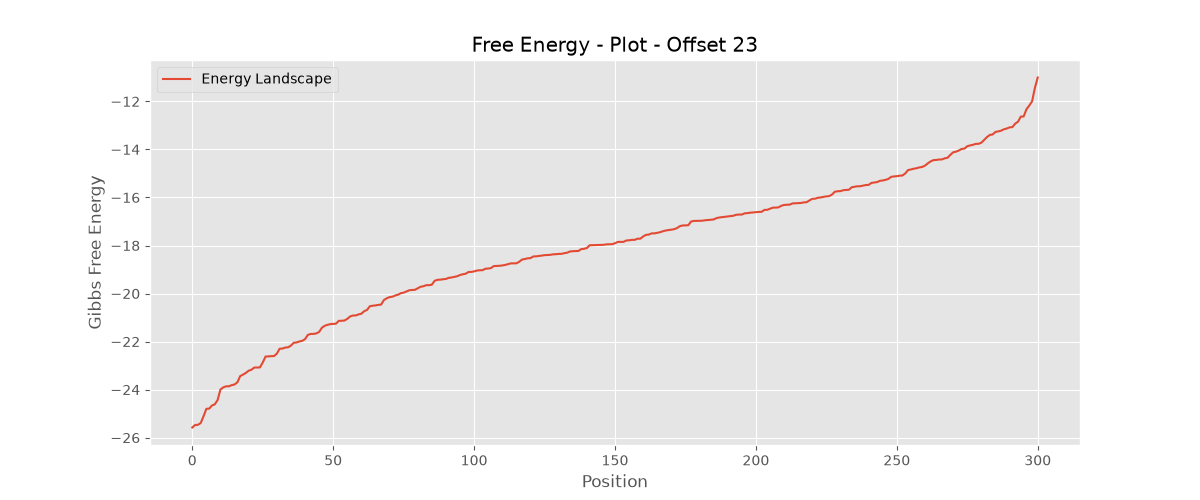 Free Energy - Plot - Offset 23
Energy Landscape
Gibbs Free Energy
−12
−14
−16
−18
−20
−22
−24
−26
0 50 100 150 200 250 300
Position